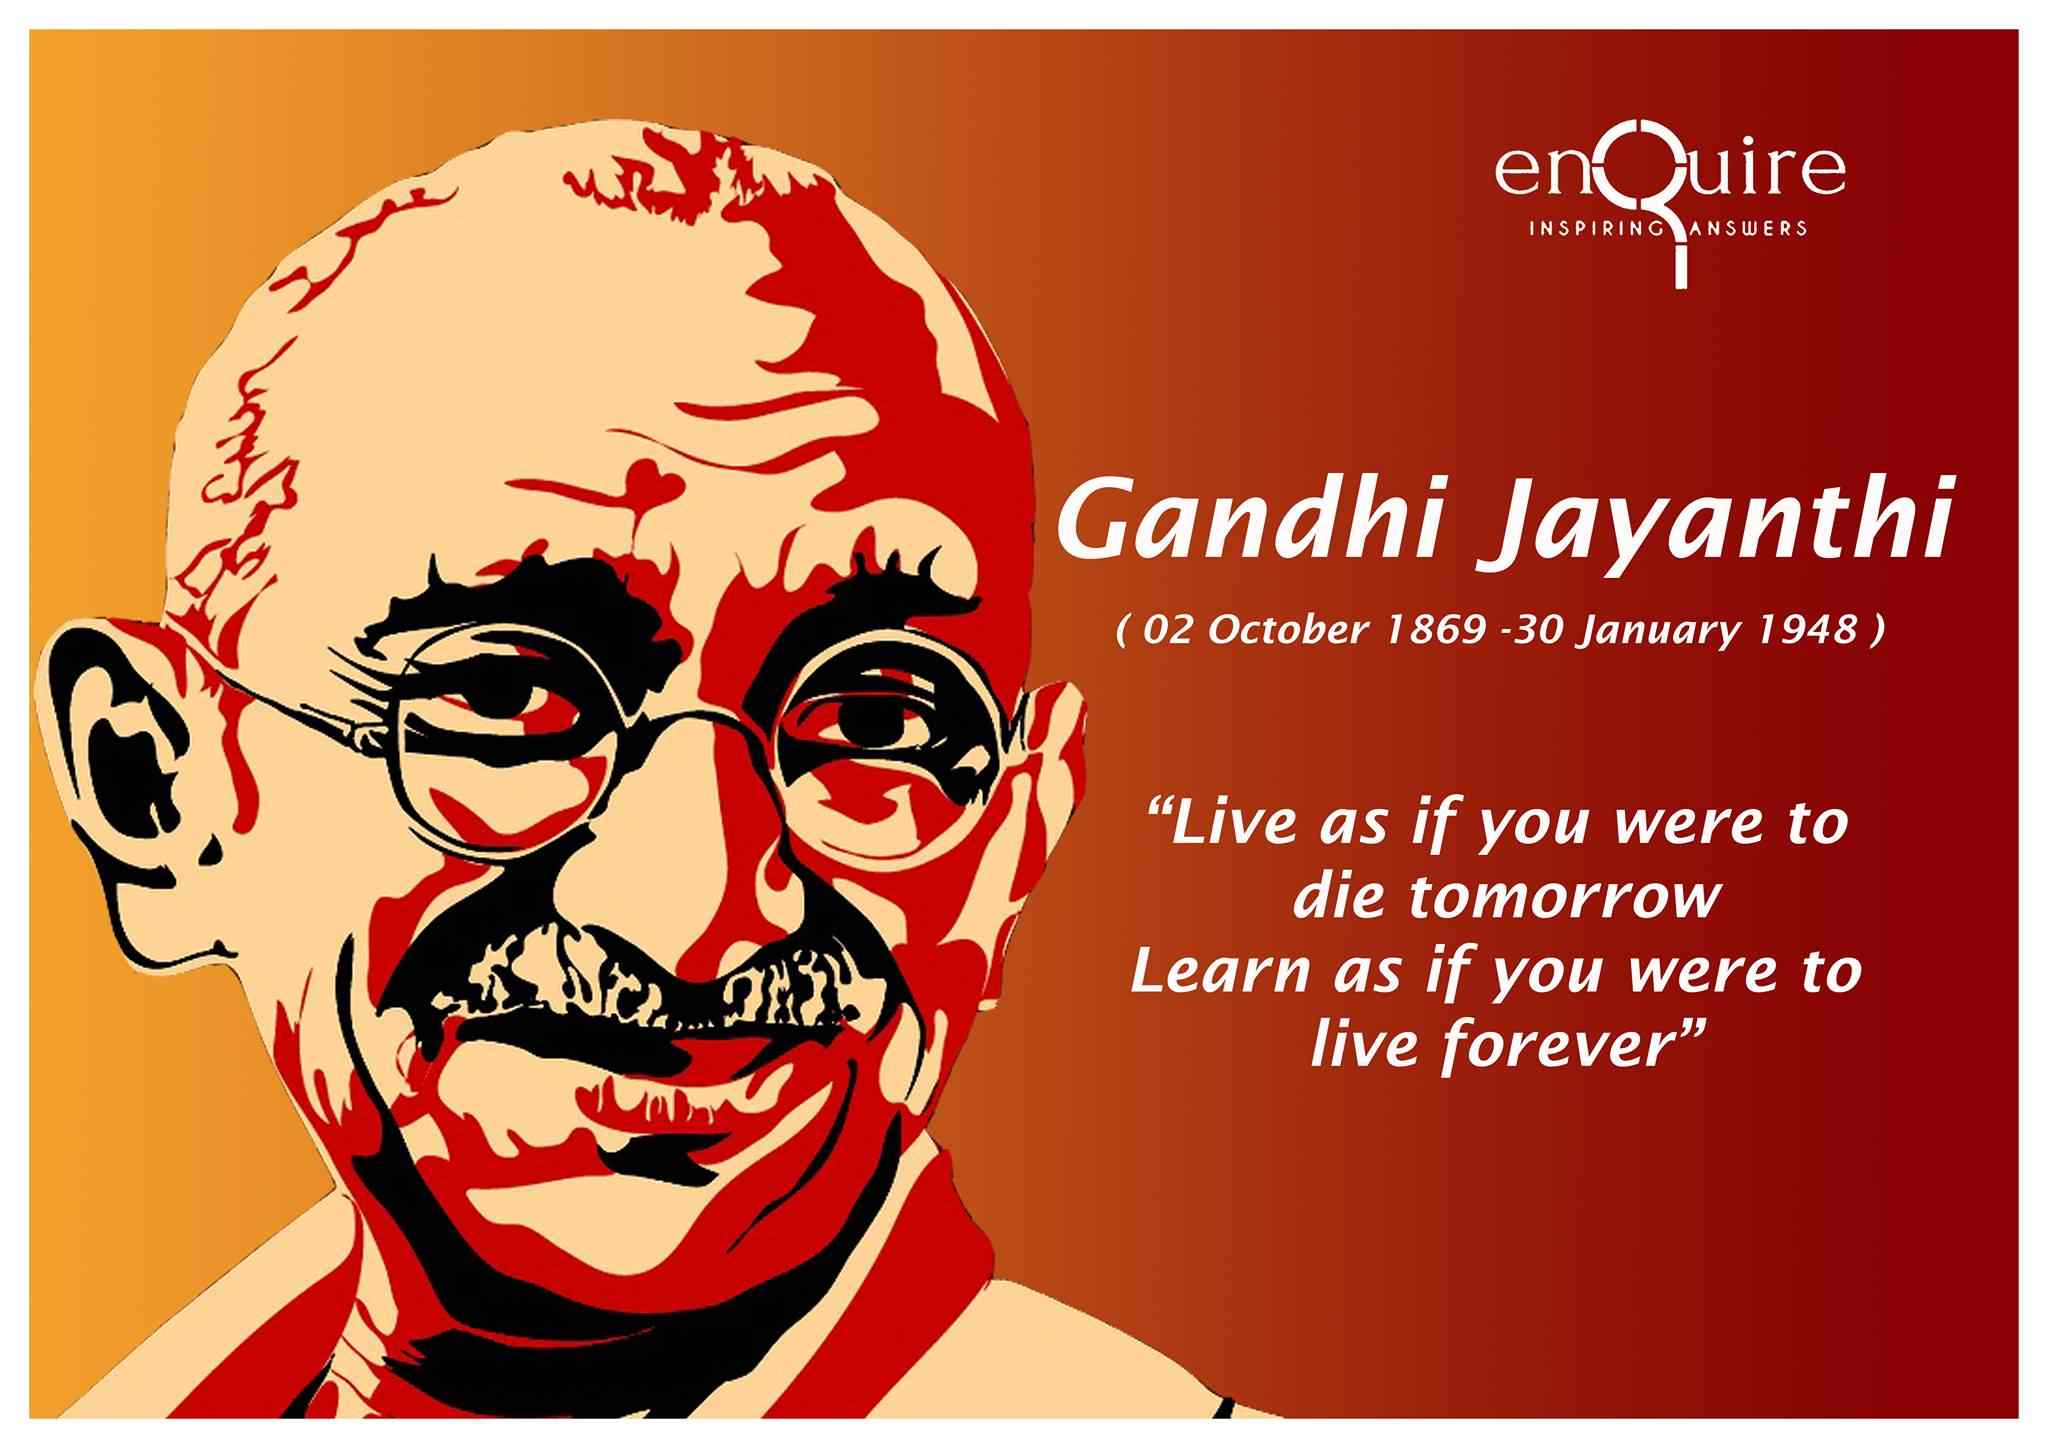 enQuire
INSPIRING ANSWERS
Gandhi Jayanthi
( 02 October 1869 -30 January 1948 )
“Live as if you were to
die tomorrow
Learn as if you were to
live forever”